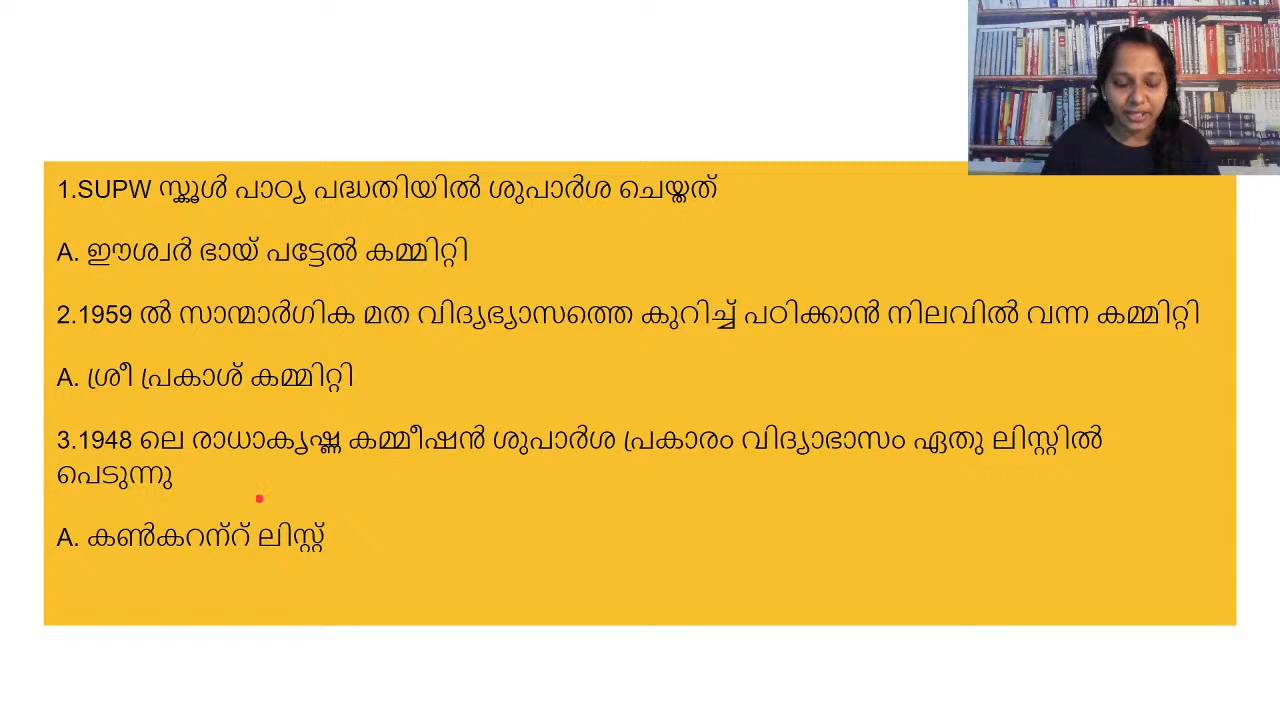 1.SUPW സ്കൂൾ പാഠ്യ പദ്ധതിയിൽ ശുപാർശ ചെയ്തത്
A. ഈശ്വർ ഭായ് പട്ടേൽ കമ്മിറ്റി
2.1959 ൽ സാന്മാർഗിക മത വിദ്യഭ്യാസത്തെ കുറിച്ച് പഠിക്കാൻ നിലവിൽ വന്ന കമ്മിറ്റി
A. ശ്രീ പ്രകാശ് കമ്മിറ്റി
3.1948 ലെ രാധാകൃഷ്ണ കമ്മീഷൻ ശുപാർശ പ്രകാരം വിദ്യാഭാസം ഏതു ലിസ്റ്റിൽ
പെടുന്നു
A. കൺകറന്റ് ലിസ്റ്റ്